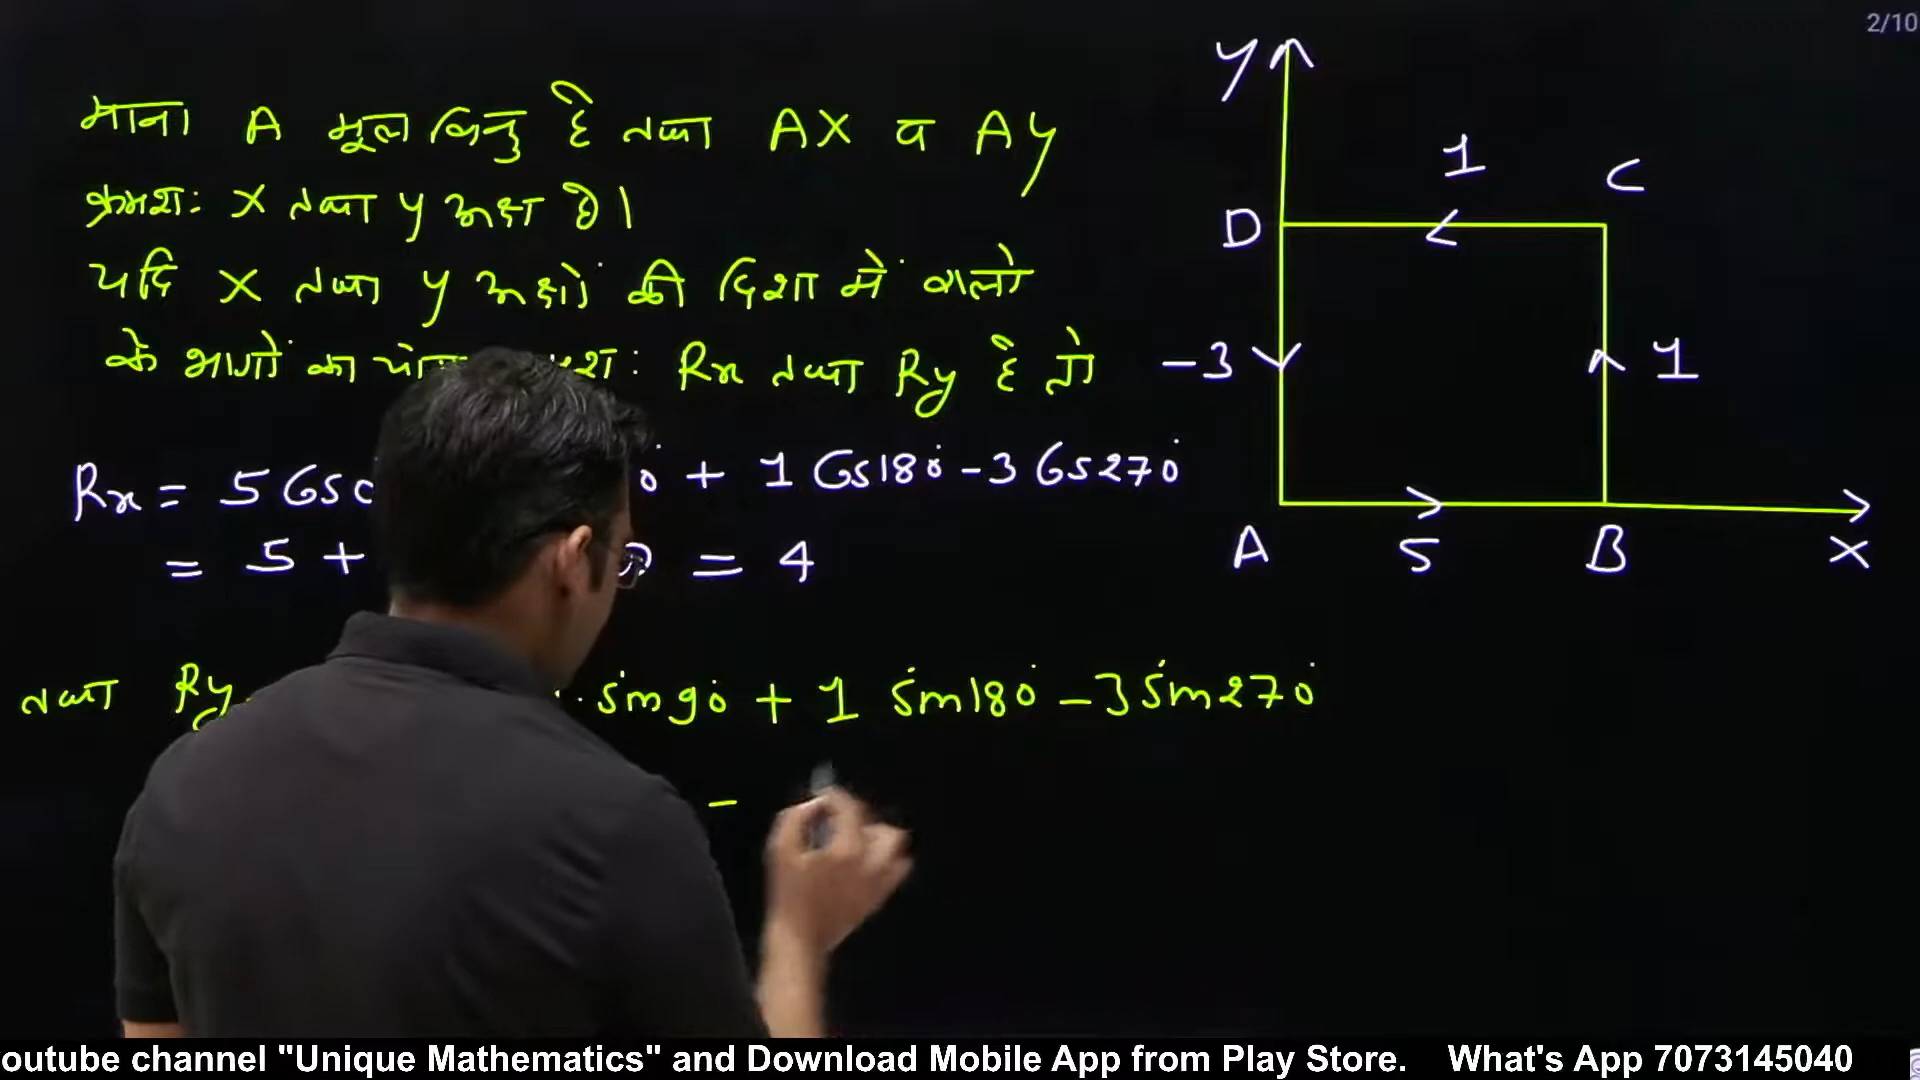 माना A मूल बिन्दु है तथा AX व AY
क्रमशः X तथा Y अक्ष है।
यदि X तथा Y अक्षों की दिशा में बलों
के भागों का Rx तथा Ry है तो
Rx = 5 Cos + 1 Cos180° - 3 Cos270°
= 5 + = 4
तथा Ry sin90° + 1 Sin180° - 3 Sin270°
-
Y
1
C
D
-3
1
A
5
B
X
2/10
outube channel "Unique Mathematics" and Download Mobile App from Play Store. What's App 7073145040